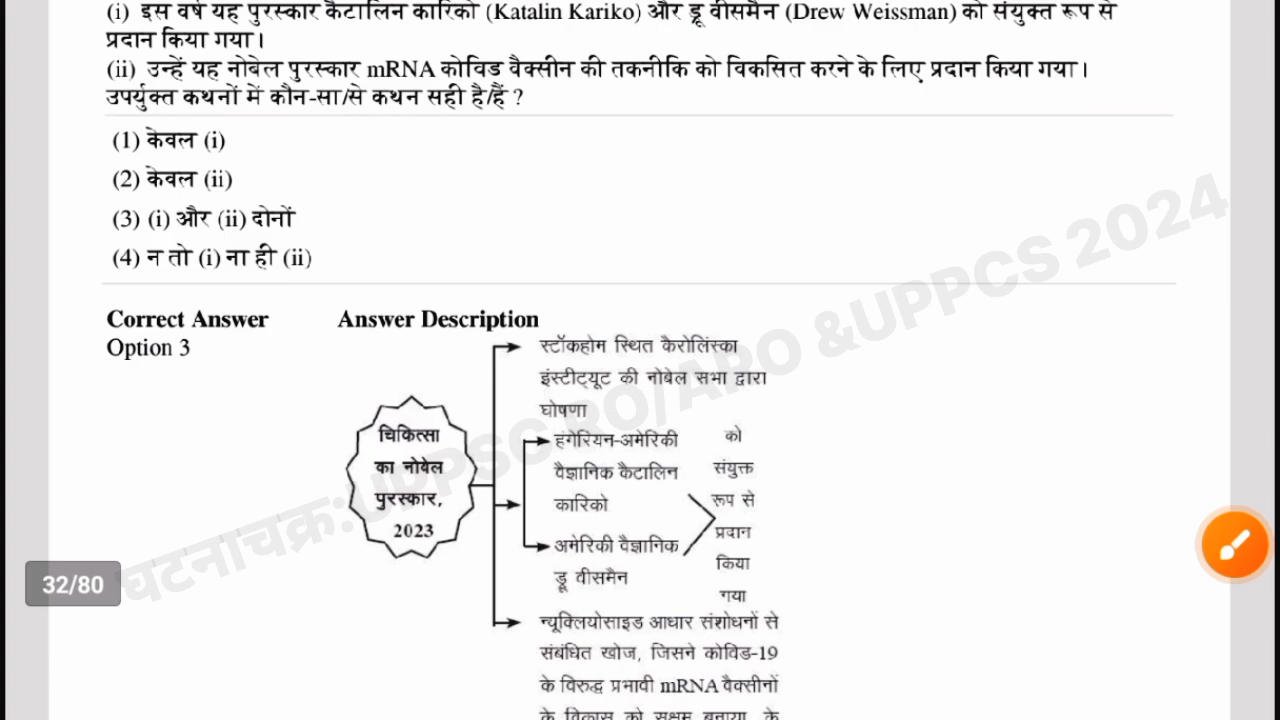 (i) इस वर्ष यह पुरस्कार कैटालिन कारिको (Katalin Kariko) और ड्रू वीसमैन (Drew Weissman) को संयुक्त रूप से
प्रदान किया गया।
(ii) उन्हें यह नोबेल पुरस्कार mRNA कोविड वैक्सीन की तकनीकि को विकसित करने के लिए प्रदान किया गया।
उपर्युक्त कथनों में कौन-सा/से कथन सही है/हैं ?
(1) केवल (i)
(2) केवल (ii)
(3) (i) और (ii) दोनों
(4) न तो (i) ना ही (ii)
Correct Answer
Option 3
Answer Description
चिकित्सा
का नोबेल
पुरस्कार,
2023
स्टॉकहोम स्थित कैरोलिंस्का
इंस्टीट्यूट की नोबेल सभा द्वारा
घोषणा
हंगेरियन-अमेरिकी
वैज्ञानिक कैटालिन
कारिको
अमेरिकी वैज्ञानिक
ड्रू वीसमैन
को
संयुक्त
रूप से
प्रदान
किया
गया
न्यूक्लियोसाइड आधार संशोधनों से
संबंधित खोज, जिसने कोविड-19
के विरुद्ध प्रभावी mRNA वैक्सीनों
के विकास को सक्षम बनाया, के
घटनाचक्र:UPPSC RO/ARO &UPPCS 2024
32/80